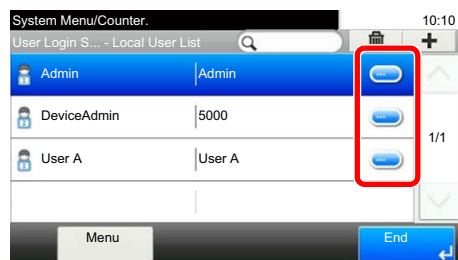 System Menu/Counter. 10:10
User Login S... - Local User List
Admin Admin
DeviceAdmin 5000
1/1
User A User A
Menu End